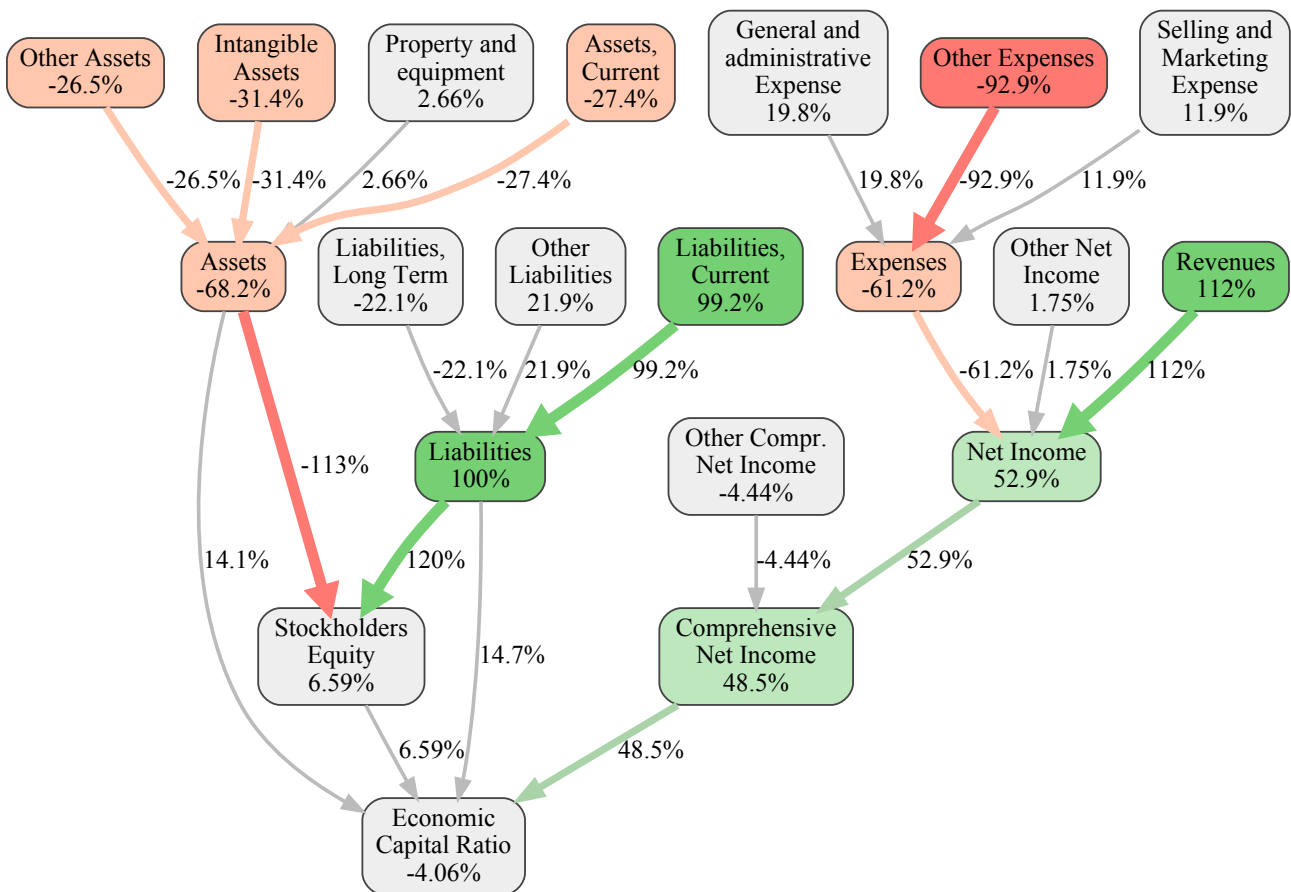 Other Assets
-26.5%
Intangible
Assets
-31.4%
Property and
equipment
2.66%
Assets,
Current
-27.4%
General and
administrative
Expense
19.8%
Other Expenses
-92.9%
Selling and
Marketing
Expense
11.9%
-26.5%
-31.4%
2.66%
-27.4%
19.8%
-92.9%
11.9%
Assets
-68.2%
Liabilities,
Long Term
-22.1%
Other
Liabilities
21.9%
Liabilities,
Current
99.2%
Expenses
-61.2%
Other Net
Income
1.75%
Revenues
112%
-22.1%
21.9%
99.2%
-61.2%
1.75%
112%
-113%
Liabilities
100%
Other Compr.
Net Income
-4.44%
Net Income
52.9%
14.1%
120%
-4.44%
52.9%
Stockholders
Equity
6.59%
14.7%
Comprehensive
Net Income
48.5%
6.59%
48.5%
Economic
Capital Ratio
-4.06%